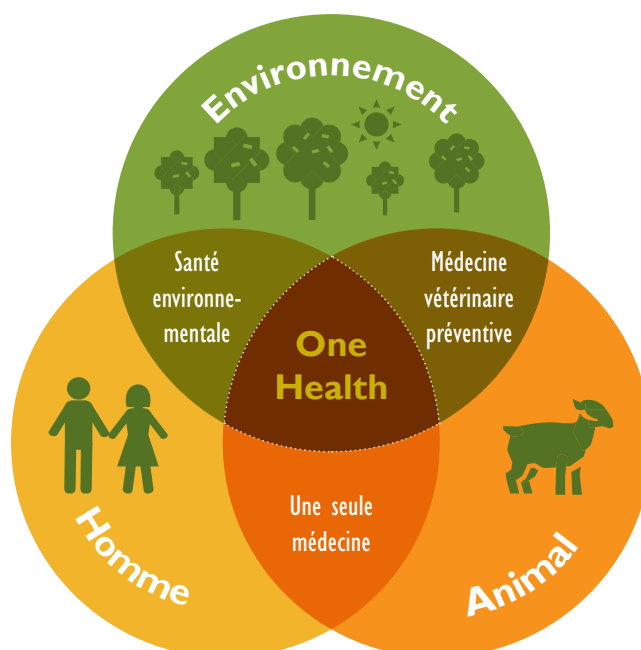 Environnement
Santé
environne-
mentale
Médecine
vétérinaire
préventive
One
Health
Une seule
médecine
Homme
Animal